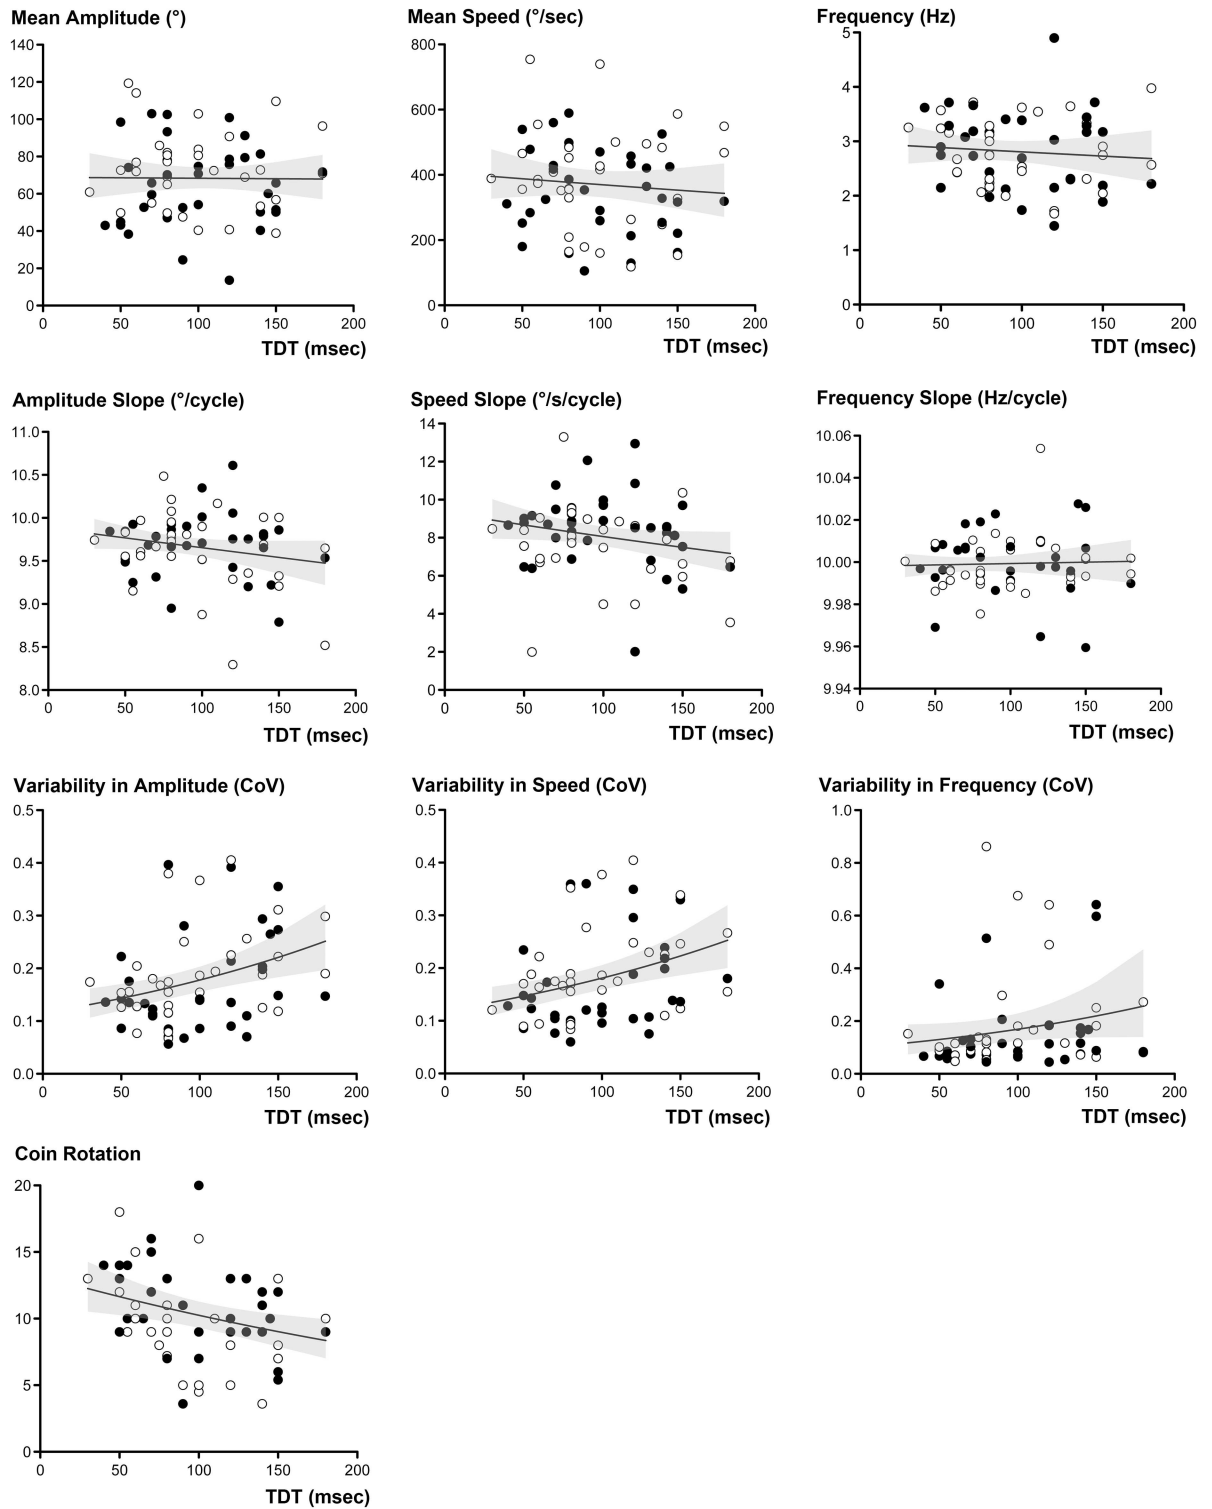 Mean Amplitude (°)
140
120
100
80
60
40
20
0
0 50 100 150 200
TDT (msec)
Mean Speed (°/sec)
800
600
400
200
0
0 50 100 150 200
TDT (msec)
Frequency (Hz)
5
4
3
2
1
0
0 50 100 150 200
TDT (msec)
Amplitude Slope (°/cycle)
11.0
10.5
10.0
9.5
9.0
8.5
8.0
0 50 100 150 200
TDT (msec)
Speed Slope (°/s/cycle)
14
12
10
8
6
4
2
0
0 50 100 150 200
TDT (msec)
Frequency Slope (Hz/cycle)
10.06
10.04
10.02
10.00
9.98
9.96
9.94
0 50 100 150 200
TDT (msec)
Variability in Amplitude (CoV)
0.5
0.4
0.3
0.2
0.1
0.0
0 50 100 150 200
TDT (msec)
Variability in Speed (CoV)
0.5
0.4
0.3
0.2
0.1
0.0
0 50 100 150 200
TDT (msec)
Variability in Frequency (CoV)
1.0
0.8
0.6
0.4
0.2
0.0
0 50 100 150 200
TDT (msec)
Coin Rotation
20
15
10
5
0
0 50 100 150 200
TDT (msec)